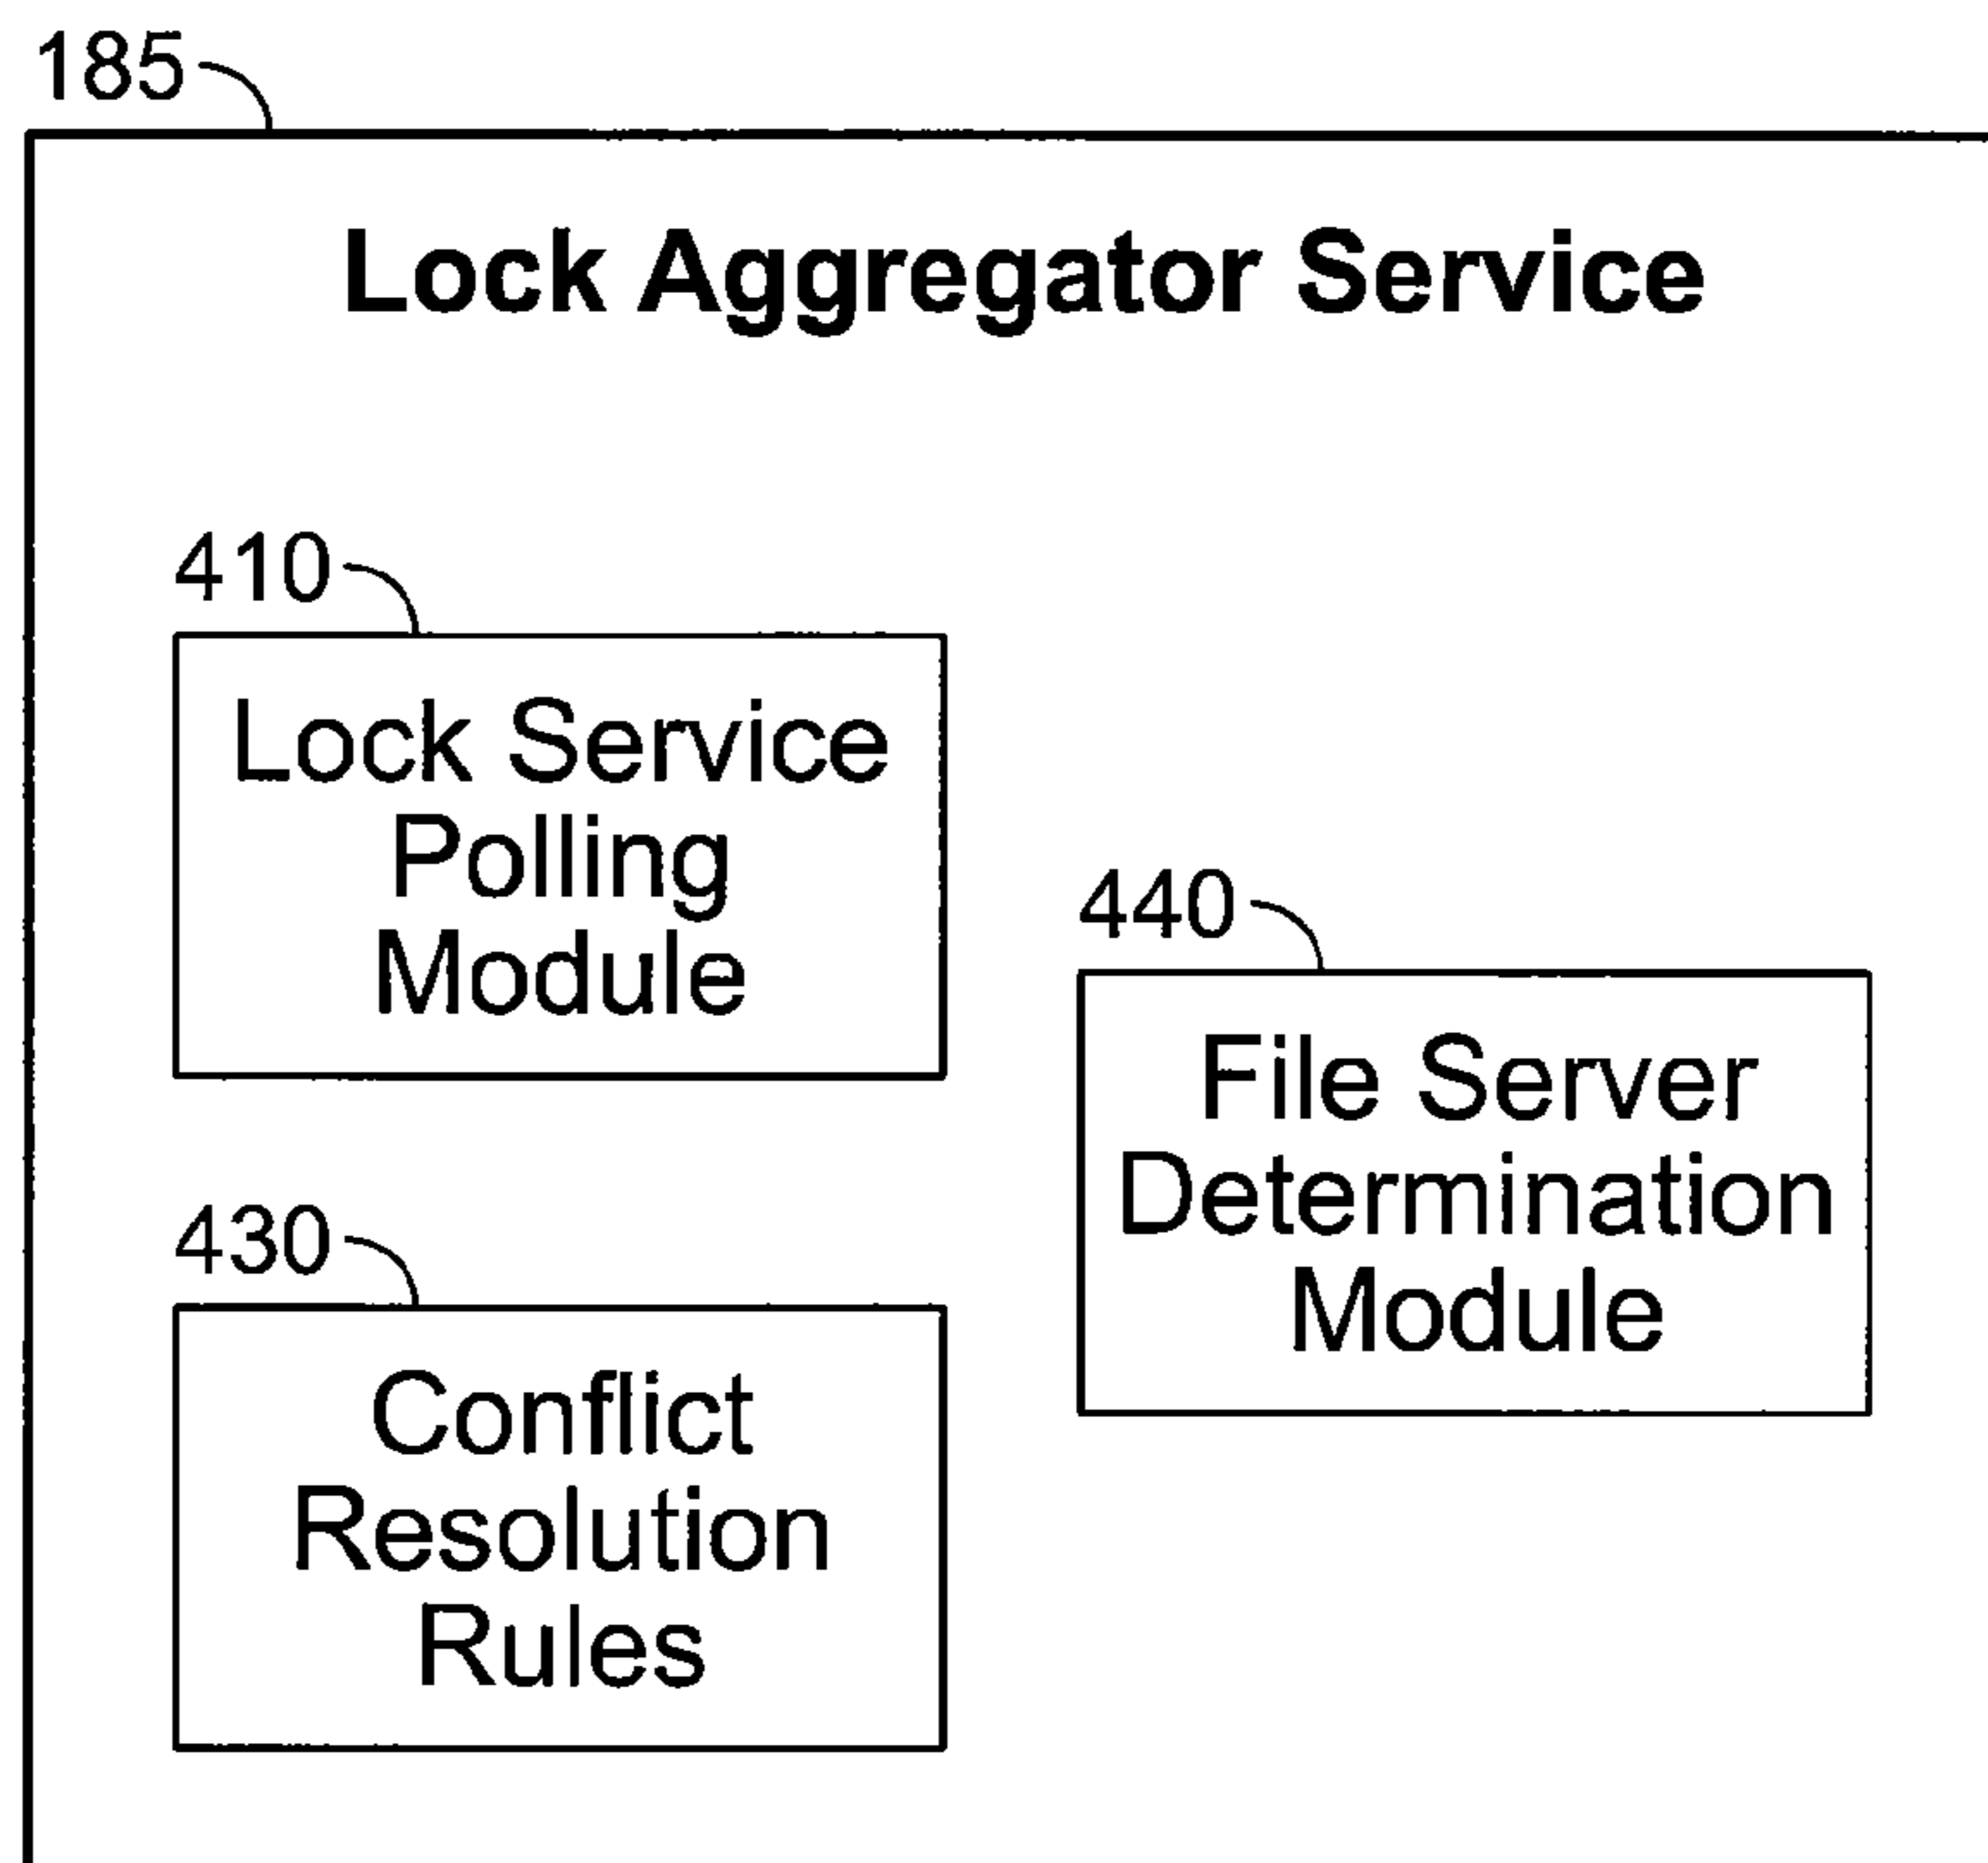 185
Lock Aggregator Service
410
Lock Service
Polling
Module
440
File Server
Determination
Module
430
Conflict
Resolution
Rules